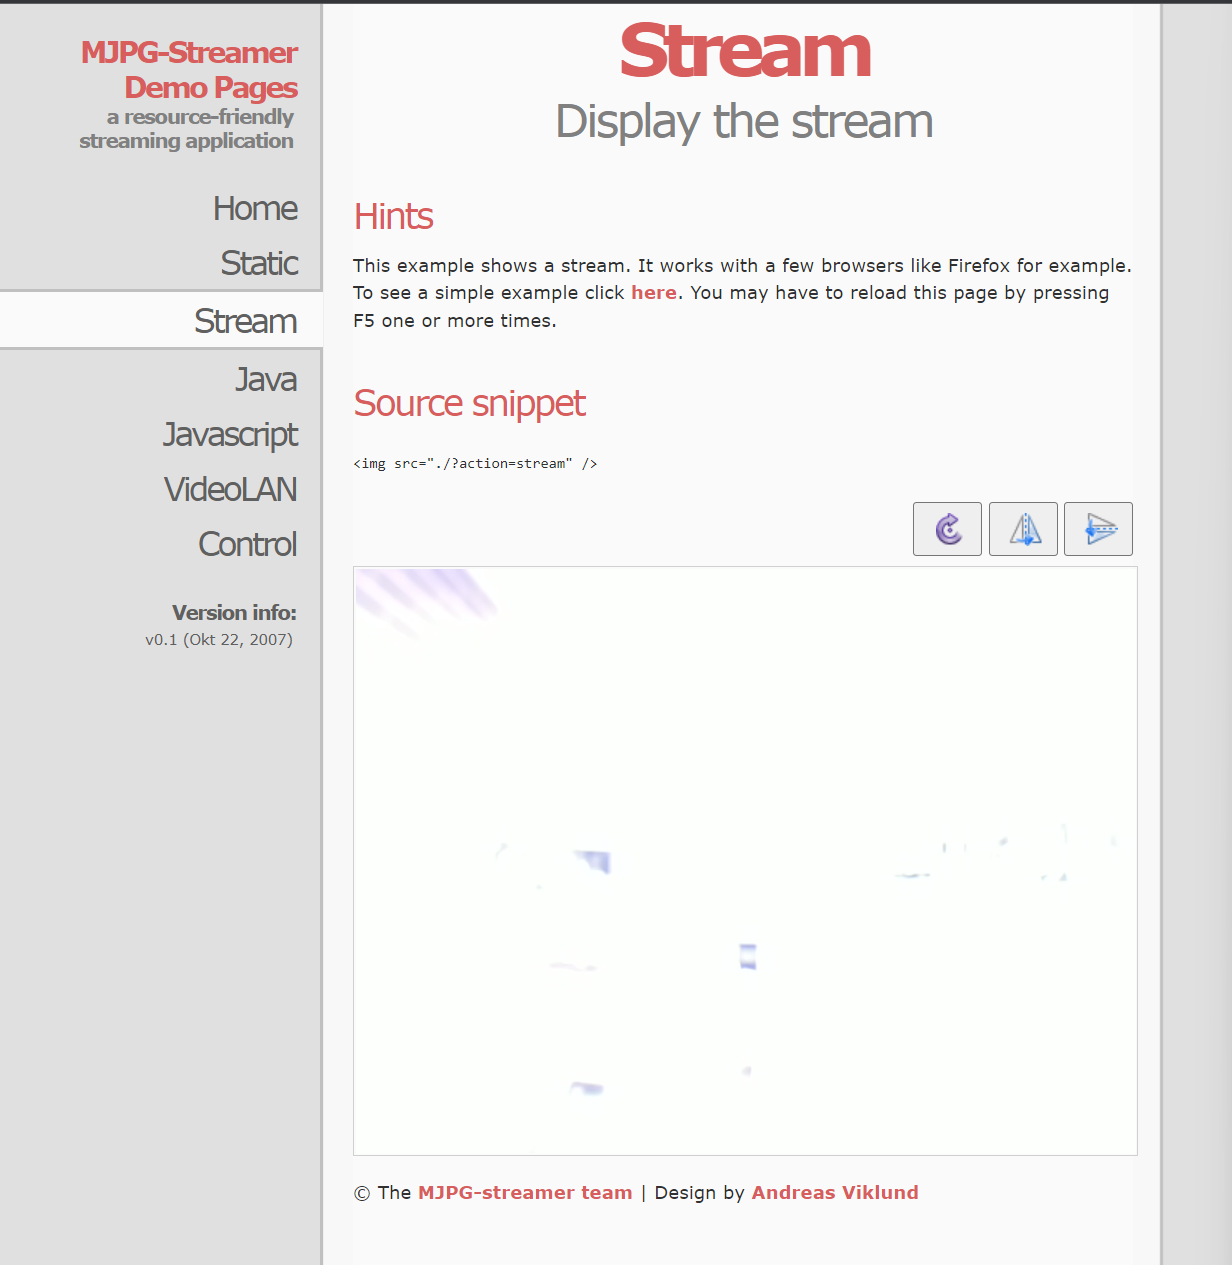 MJPG-Streamer
Demo Pages
a resource-friendly
streaming application
Home
Static
Stream
Java
Javascript
VideoLAN
Control
Version info:
v0.1 (Okt 22, 2007)
Stream
Display the stream
Hints
This example shows a stream. It works with a few browsers like Firefox for example.
To see a simple example click here. You may have to reload this page by pressing
F5 one or more times.
Source snippet
<img src="./?action=stream" />
© The MJPG-streamer team | Design by Andreas Viklund